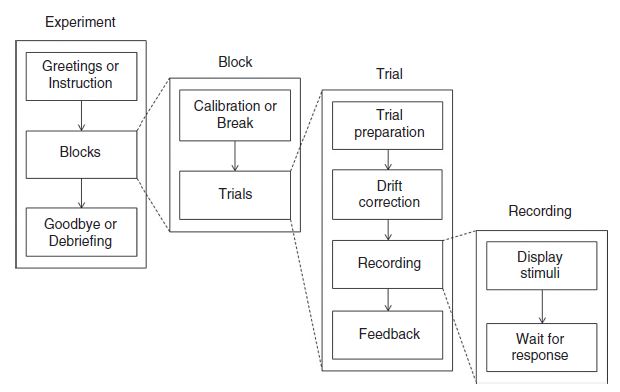 Experiment
Greetings or
Instruction
Blocks
Goodbye or
Debriefing
Block
Calibration or
Break
Trials
Trial
Trial
preparation
Drift
correction
Recording
Feedback
Recording
Display
stimuli
Wait for
response